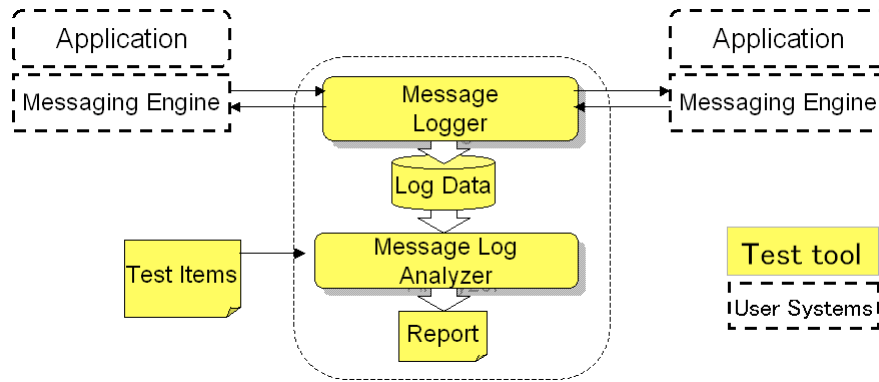 Application
Application
Messaging Engine
Messaging Engine
Message
Logger
Log Data
Test Items
Message Log
Analyzer
Report
Test tool
User Systems